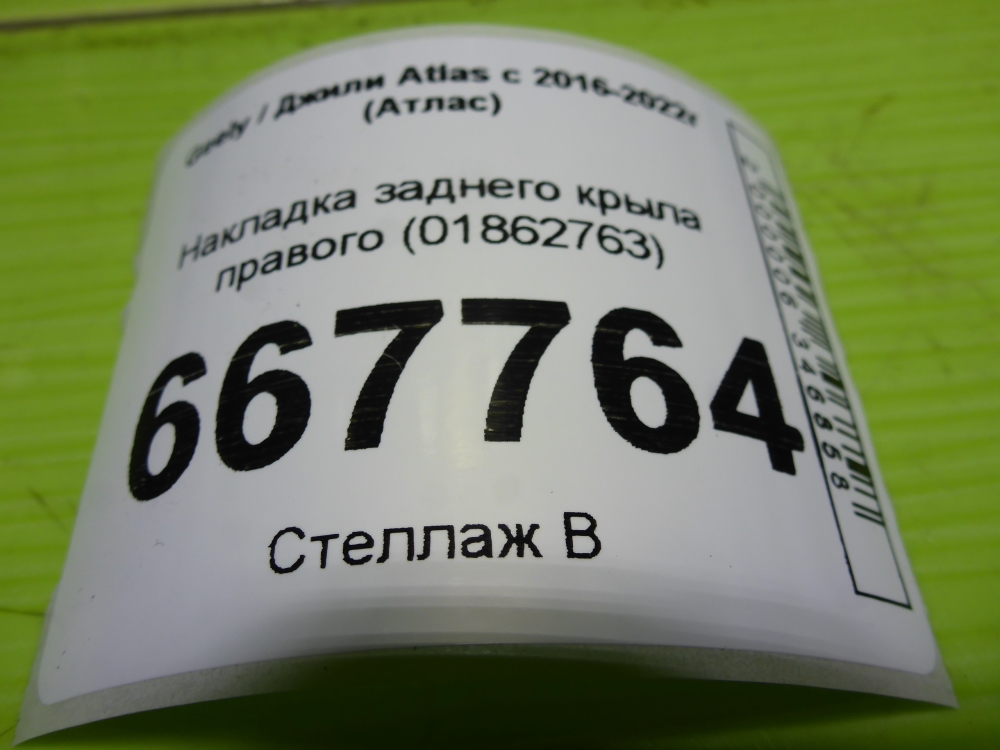 Geely / Джили Atlas с 2016-2022г
(Атлас)
Накладка заднего крыла
правого (01862763)
667764
Стеллаж В